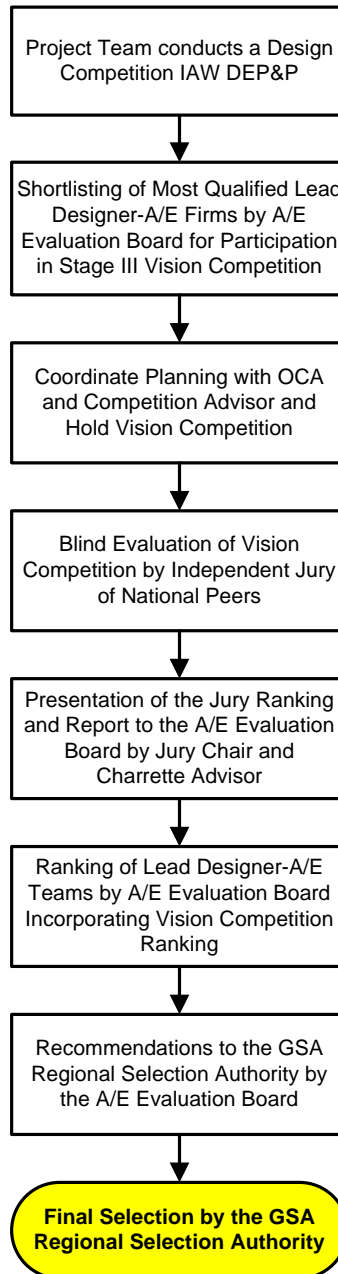 Project Team conducts a Design
Competition IAW DEP&P
Shortlisting of Most Qualified Lead
Designer-A/E Firms by A/E
Evaluation Board for Participation
in Stage III Vision Competition
Coordinate Planning with OCA
and Competition Advisor and
Hold Vision Competition
Blind Evaluation of Vision
Competition by Independent Jury
of National Peers
Presentation of the Jury Ranking
and Report to the A/E Evaluation
Board by Jury Chair and
Charrette Advisor
Ranking of Lead Designer-A/E
Teams by A/E Evaluation Board
Incorporating Vision Competition
Ranking
Recommendations to the GSA
Regional Selection Authority by
the A/E Evaluation Board
Final Selection by the GSA
Regional Selection Authority